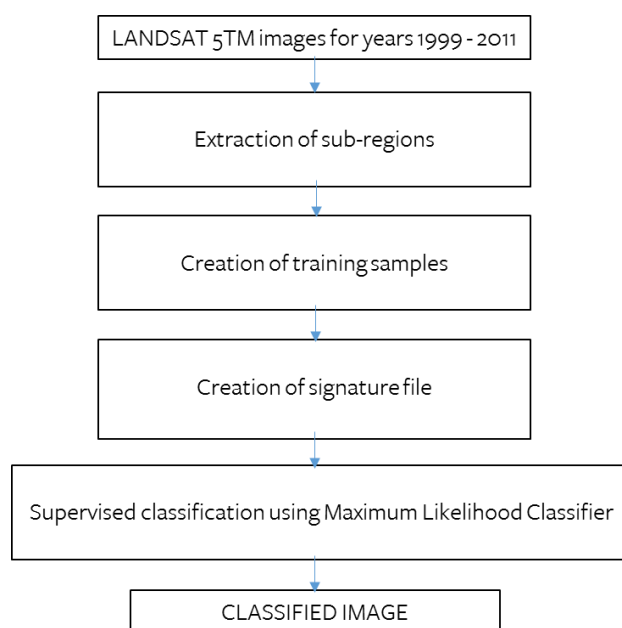 LANDSAT 5TM images for years 1999 - 2011
Extraction of sub-regions
Creation of training samples
Creation of signature file
Supervised classification using Maximum Likelihood Classifier
CLASSIFIED IMAGE